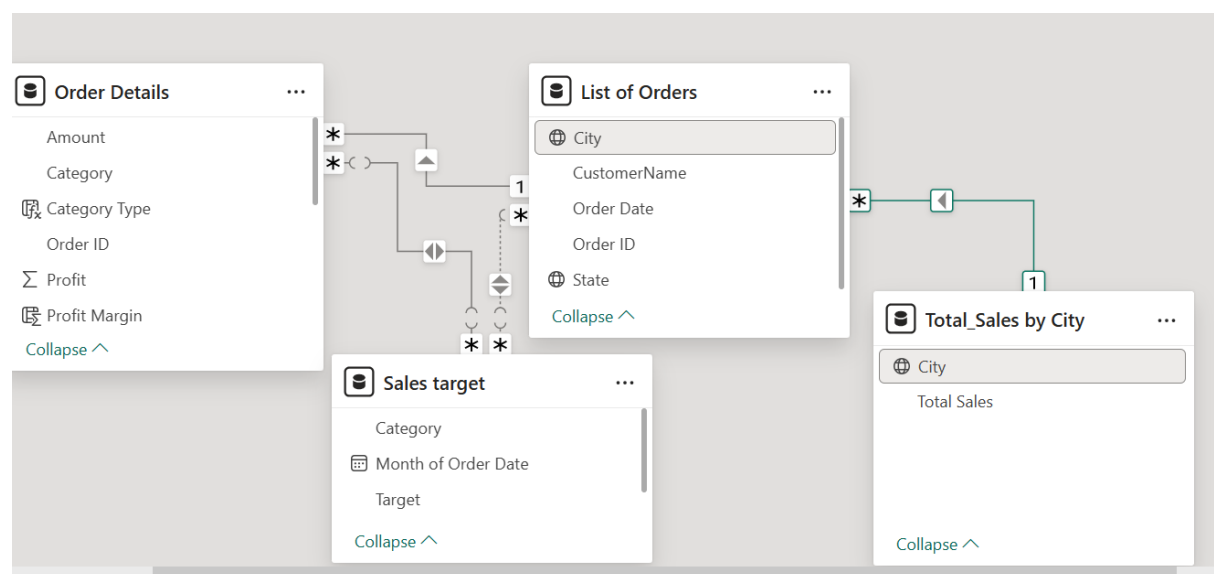 Order Details ...
Amount
Category
Category Type
Order ID
Profit
Profit Margin
Collapse
List of Orders ...
City
CustomerName
Order Date
Order ID
State
Collapse
*
*
1
*
*
1
*
*
Sales target ...
Category
Month of Order Date
Target
Collapse
Total_Sales by City ...
City
Total Sales
Collapse